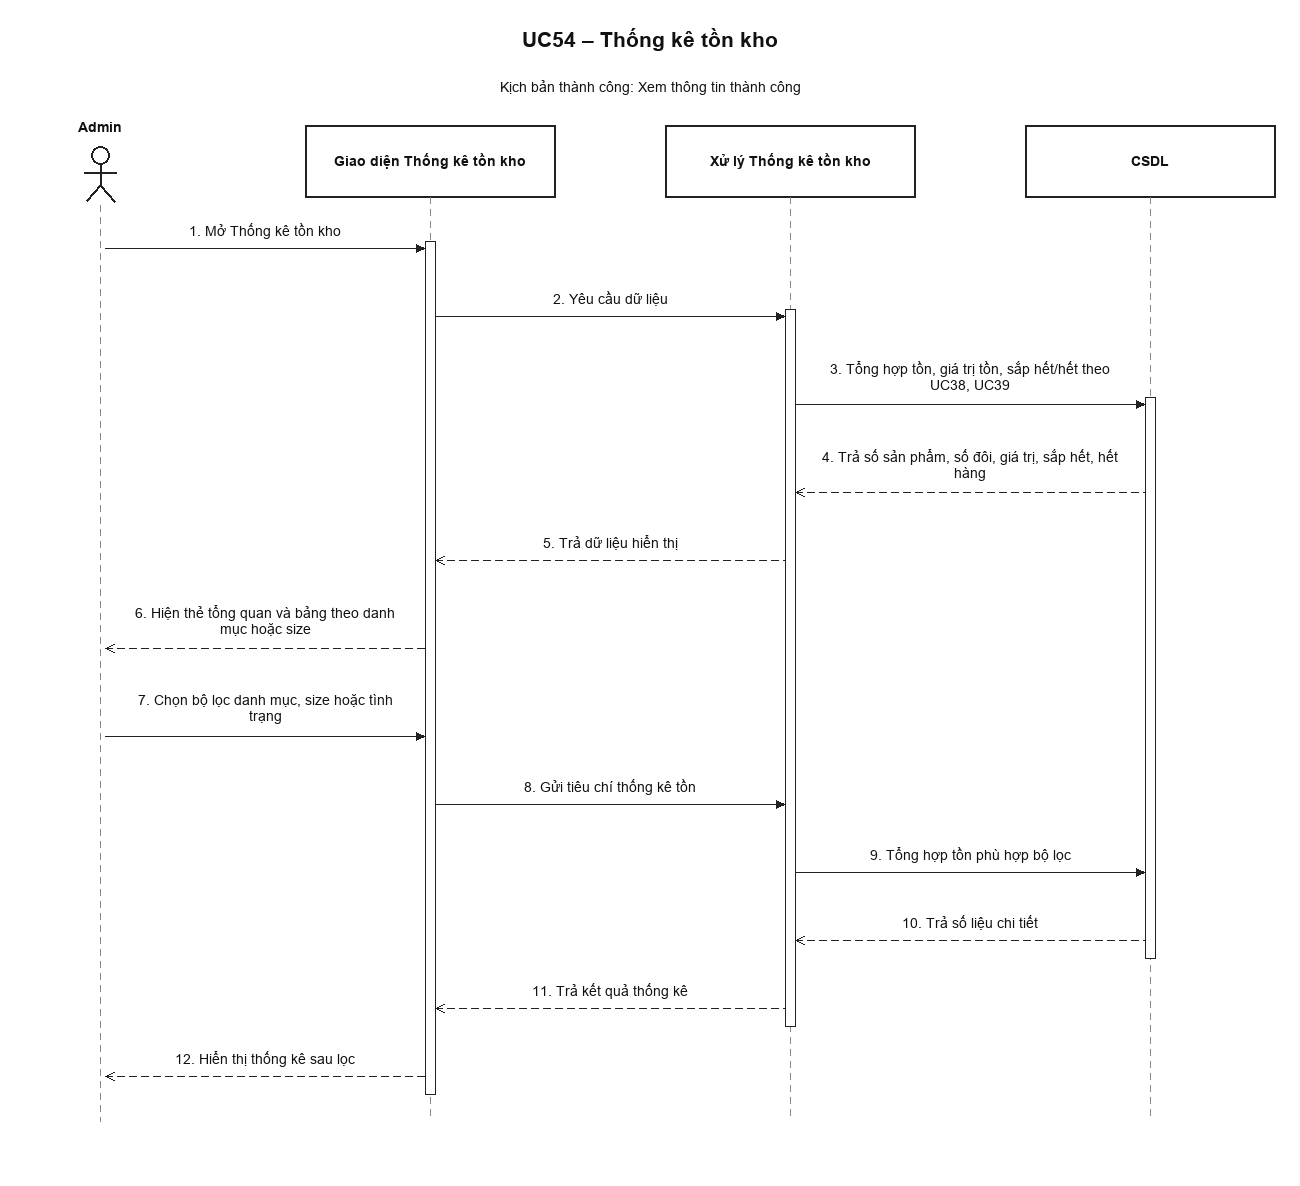 UC54 – Thống kê tồn kho
Kịch bản thành công: Xem thông tin thành công
Admin
Giao diện Thống kê tồn kho
Xử lý Thống kê tồn kho
CSDL
1. Mở Thống kê tồn kho
2. Yêu cầu dữ liệu
3. Tổng hợp tồn, giá trị tồn, sắp hết/hết theo
UC38, UC39
4. Trả số sản phẩm, số đôi, giá trị, sắp hết, hết
hàng
5. Trả dữ liệu hiển thị
6. Hiện thẻ tổng quan và bảng theo danh
mục hoặc size
7. Chọn bộ lọc danh mục, size hoặc tình
trạng
8. Gửi tiêu chí thống kê tồn
9. Tổng hợp tồn phù hợp bộ lọc
10. Trả số liệu chi tiết
11. Trả kết quả thống kê
12. Hiển thị thống kê sau lọc